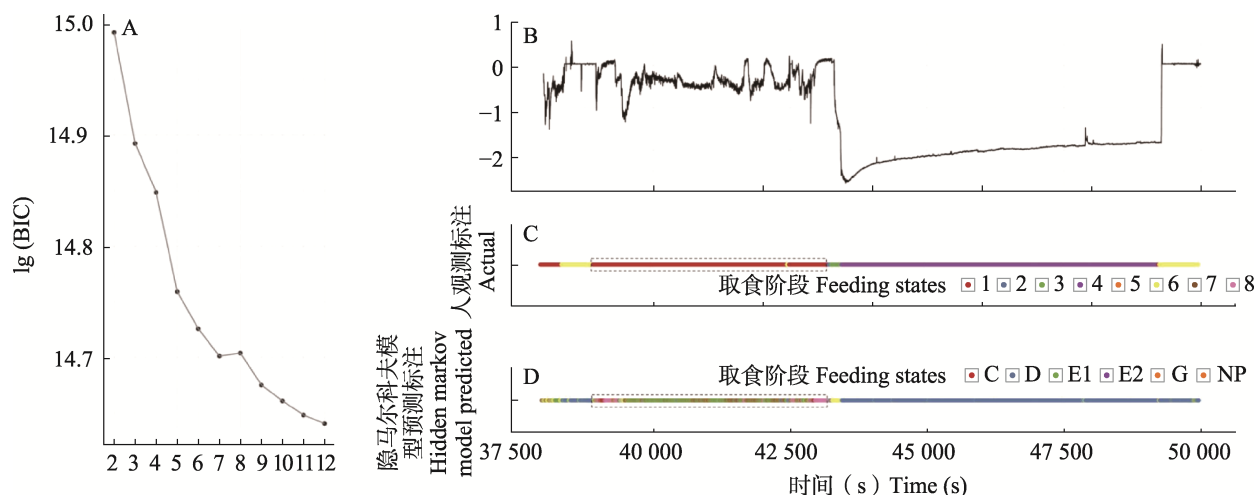 A
15.0
14.9
14.8
14.7
lg (BIC)
2 3 4 5 6 7 8 9 10 11 12
B
1
0
−1
−2
人观测标注
Actual
C
取食阶段 Feeding states 1 2 3 4 5 6 7 8
隐马尔科夫模
型预测标注
Hidden markov
model predicted
D
取食阶段 Feeding states C D E1 E2 G NP
37 500 40 000 42 500 45 000 47 500 50 000
时间（s）Time (s)